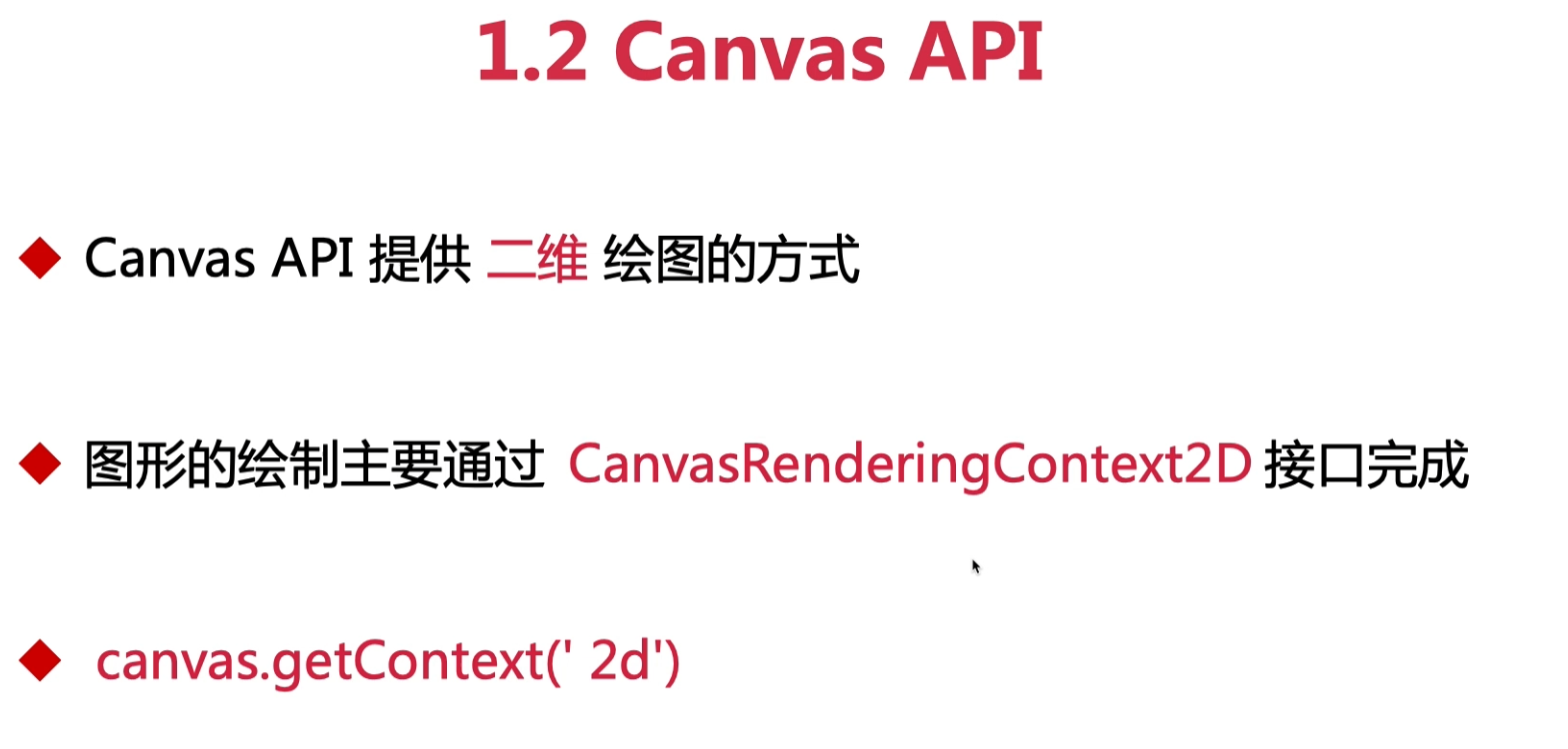 1.2 Canvas API
Canvas API 提供 二维 绘图的方式
图形的绘制主要通过 CanvasRenderingContext2D 接口完成
canvas.getContext(' 2d')